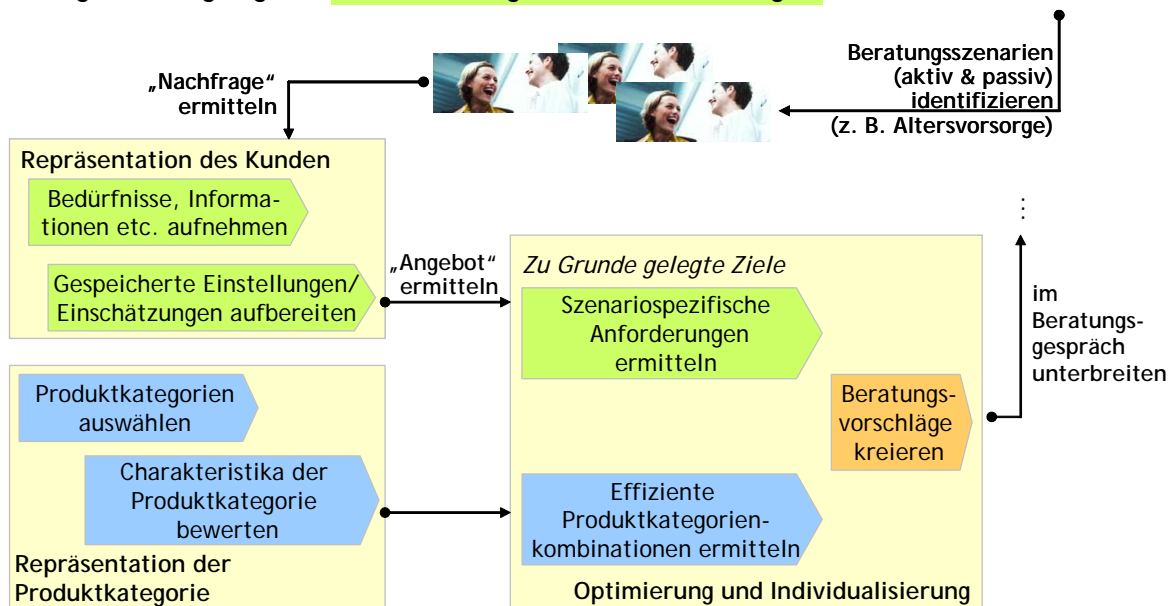 Beratungsszenarien
(aktiv & passiv)
identifizieren
(z. B. Altersvorsorge)
„Nachfrage“
ermitteln
Repräsentation des Kunden
Bedürfnisse, Informa-
tionen etc. aufnehmen
Gespeicherte Einstellungen/
Einschätzungen aufbereiten
„Angebot“
ermitteln
Zu Grunde gelegte Ziele
Szenariospezifische
Anforderungen
ermitteln
...
im
Beratungs-
gespräch
unterbreiten
Produktkategorien
auswählen
Charakteristika der
Produktkategorie
bewerten
Repräsentation der
Produktkategorie
Beratungs-
vorschläge
kreieren
Effiziente
Produktkategorien-
kombinationen ermitteln
Optimierung und Individualisierung